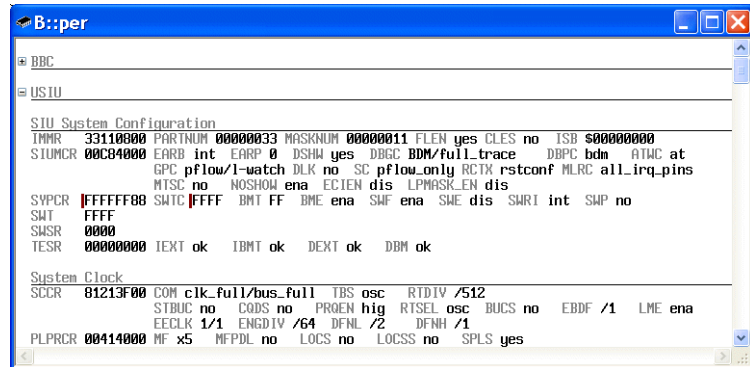 B::per
BBC
USIU
SIU System Configuration
IMMR 33110800 PARTNUM 00000033 MASKNUM 00000011 FLEN yes CLES no ISB $00000000
SIUMCR 00C84000 EARB int EARP 0 DSHW yes DBGC BDM/full_trace DBPC bdm ATWC at
GPC pflow/l-watch DLK no SC pflow_only RCTX rstconf MLRC all_irq_pins
MTSC no NOSHOW ena ECIEN dis LPMASK_EN dis
SYPCR FFFFFF88 SWTC FFFF BMT FF BME ena SWF ena SWE dis SWRI int SWP no
SWT FFFF
SWSR 0000
TESR 00000000 IEXT ok IBMT ok DEXT ok DBM ok
System Clock
SCCR 81213F00 COM clk_full/bus_full TBS osc RTDIV /512
STBUC no CQDS no PRQEN hig RTSEL osc BUCS no EBDF /1 LME ena
EECLK 1/1 ENGDIV /64 DFNL /2 DFNH /1
PLPRCR 00414000 MF x5 MFPDL no LOCS no LOCSS no SPLS yes